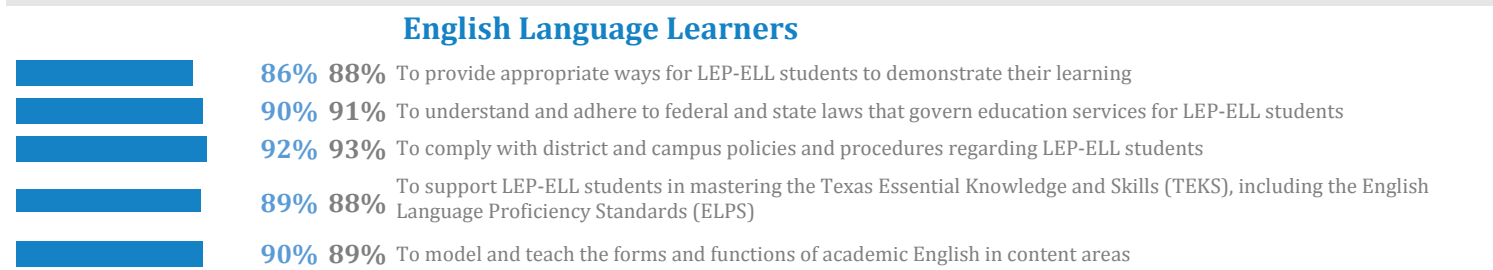 English Language Learners
86% 88% To provide appropriate ways for LEP-ELL students to demonstrate their learning
90% 91% To understand and adhere to federal and state laws that govern education services for LEP-ELL students
92% 93% To comply with district and campus policies and procedures regarding LEP-ELL students
89% 88% To support LEP-ELL students in mastering the Texas Essential Knowledge and Skills (TEKS), including the English
Language Proficiency Standards (ELPS)
90% 89% To model and teach the forms and functions of academic English in content areas